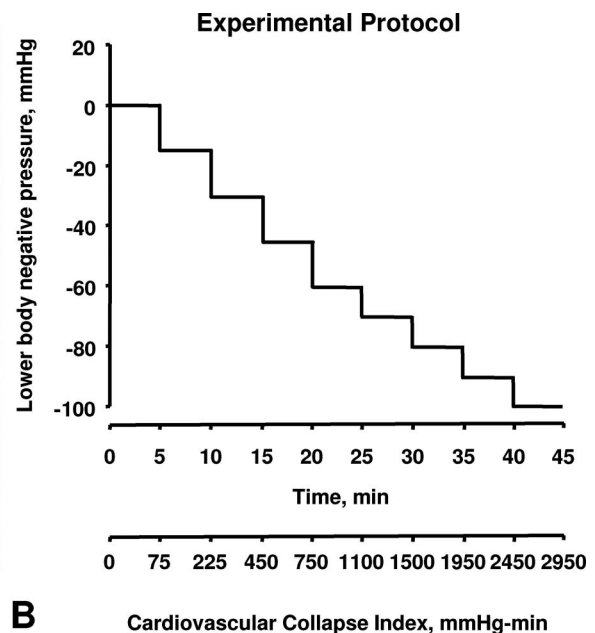 Experimental Protocol
Lower body negative pressure, mmHg
20
0
-20
-40
-60
-80
-100
0 5 10 15 20 25 30 35 40 45
Time, min
0 75 225 450 750 1100 1500 1950 2450 2950
B Cardiovascular Collapse Index, mmHg-min